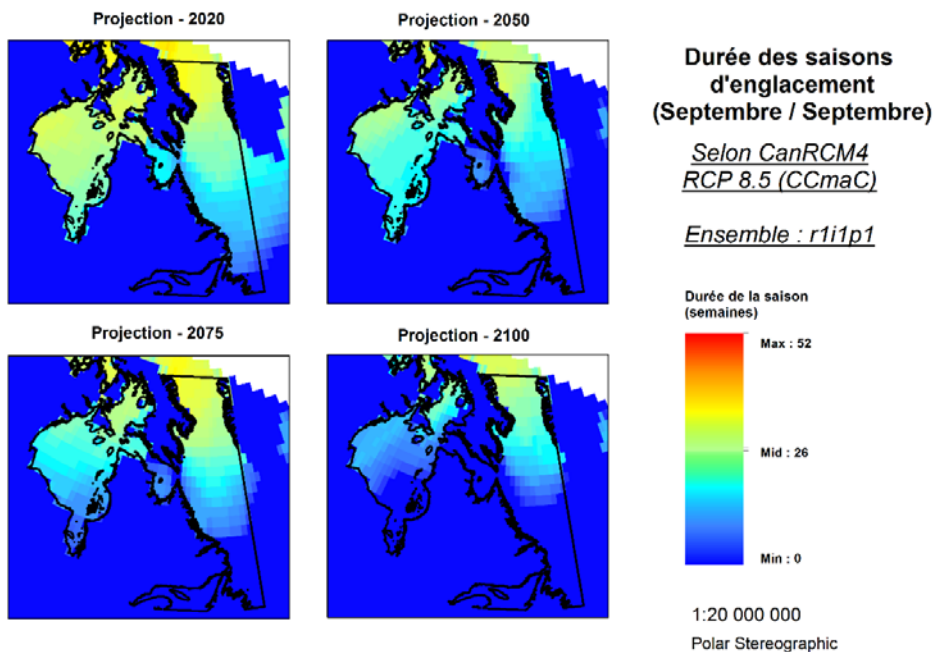 Projection - 2020
Projection - 2050
Durée des saisons
d'englacement
(Septembre / Septembre)
Selon CanRCM4
RCP 8.5 (CCmaC)
Ensemble : r1i1p1
Durée de la saison
(semaines)
Max : 52
Mid : 26
Min : 0
Projection - 2075
Projection - 2100
1:20 000 000
Polar Stereographic